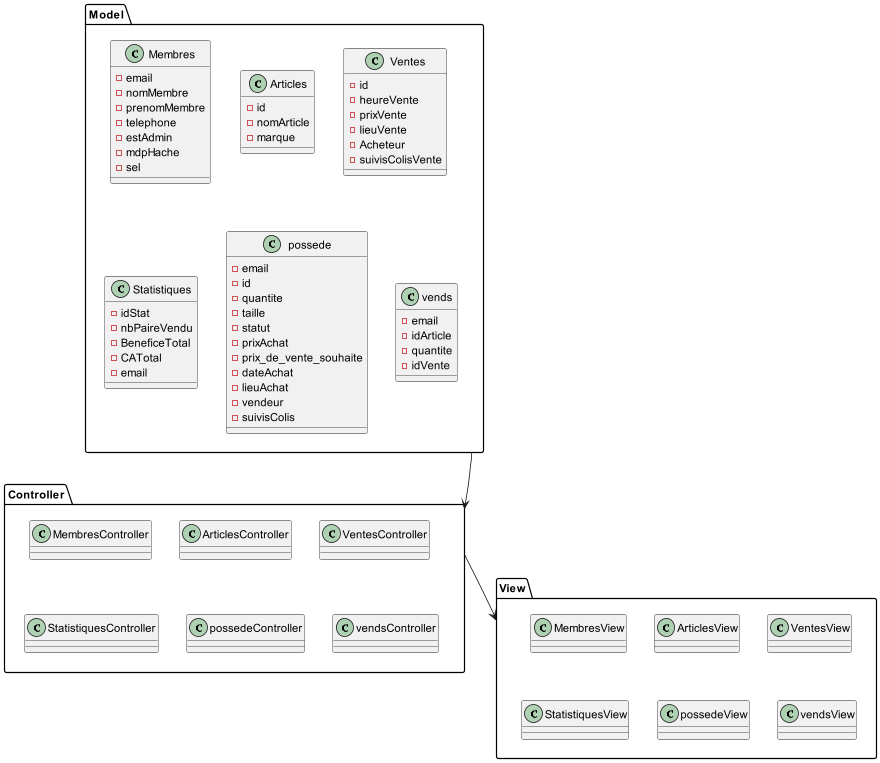 Model
C Membres
email
nomMembre
prenomMembre
telephone
estAdmin
mdpHache
sel
C Articles
id
nomArticle
marque
C Ventes
id
heureVente
prixVente
lieuVente
Acheteur
suivisColisVente
C Statistiques
idStat
nbPaireVendu
BeneficeTotal
CATotal
email
C possede
email
id
quantite
taille
statut
prixAchat
prix_de_vente_souhaite
dateAchat
lieuAchat
vendeur
suivisColis
C vends
email
idArticle
quantite
idVente
Controller
C MembresController
C ArticlesController
C VentesController
C StatistiquesController
C possedeController
C vendsController
View
C MembresView
C ArticlesView
C VentesView
C StatistiquesView
C possedeView
C vendsView